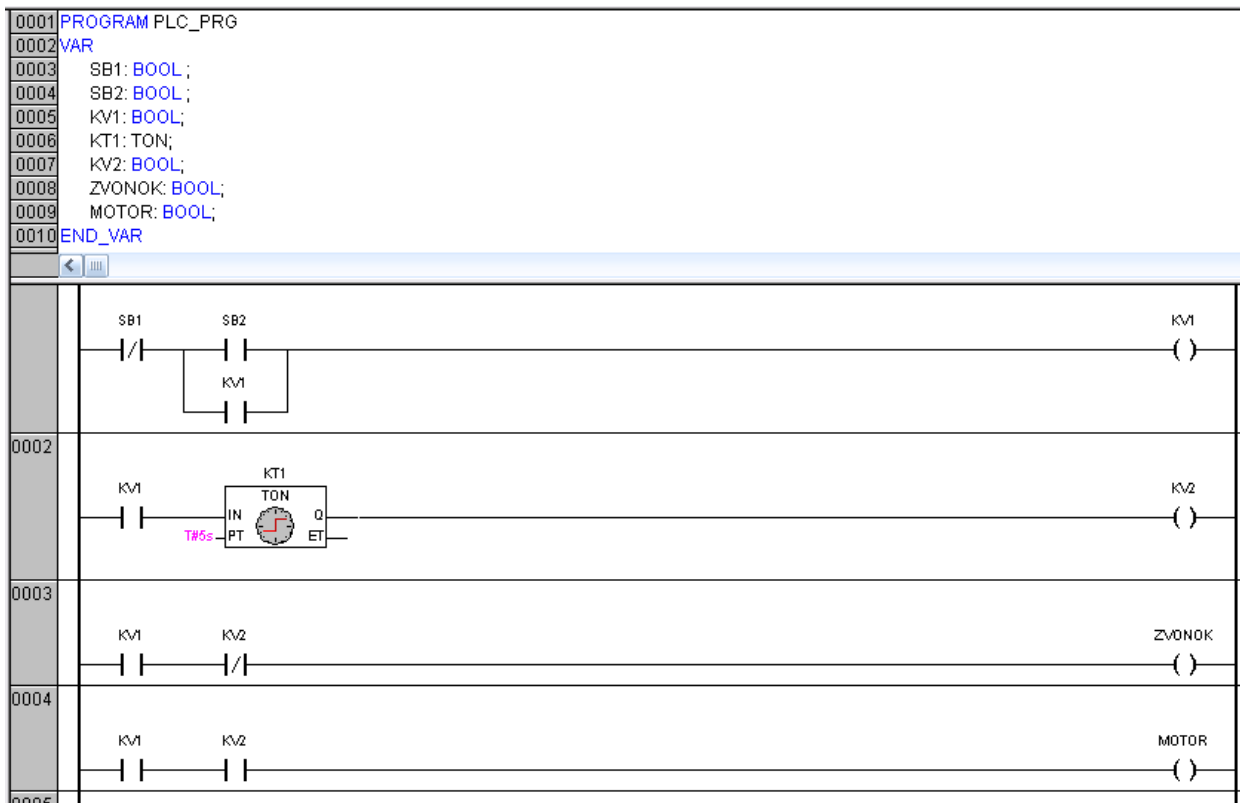 0001 PROGRAM PLC_PRG
0002 VAR
0003 SB1: BOOL ;
0004 SB2: BOOL ;
0005 KV1: BOOL;
0006 KT1: TON;
0007 KV2: BOOL;
0008 ZVONOK: BOOL;
0009 MOTOR: BOOL;
0010 END_VAR
SB1 SB2 KV1
KV1
0002
KT1
KV1 TON KV2
IN Q
T#5s PT ET
0003
KV1 KV2 ZVONOK
0004
KV1 KV2 MOTOR
0005